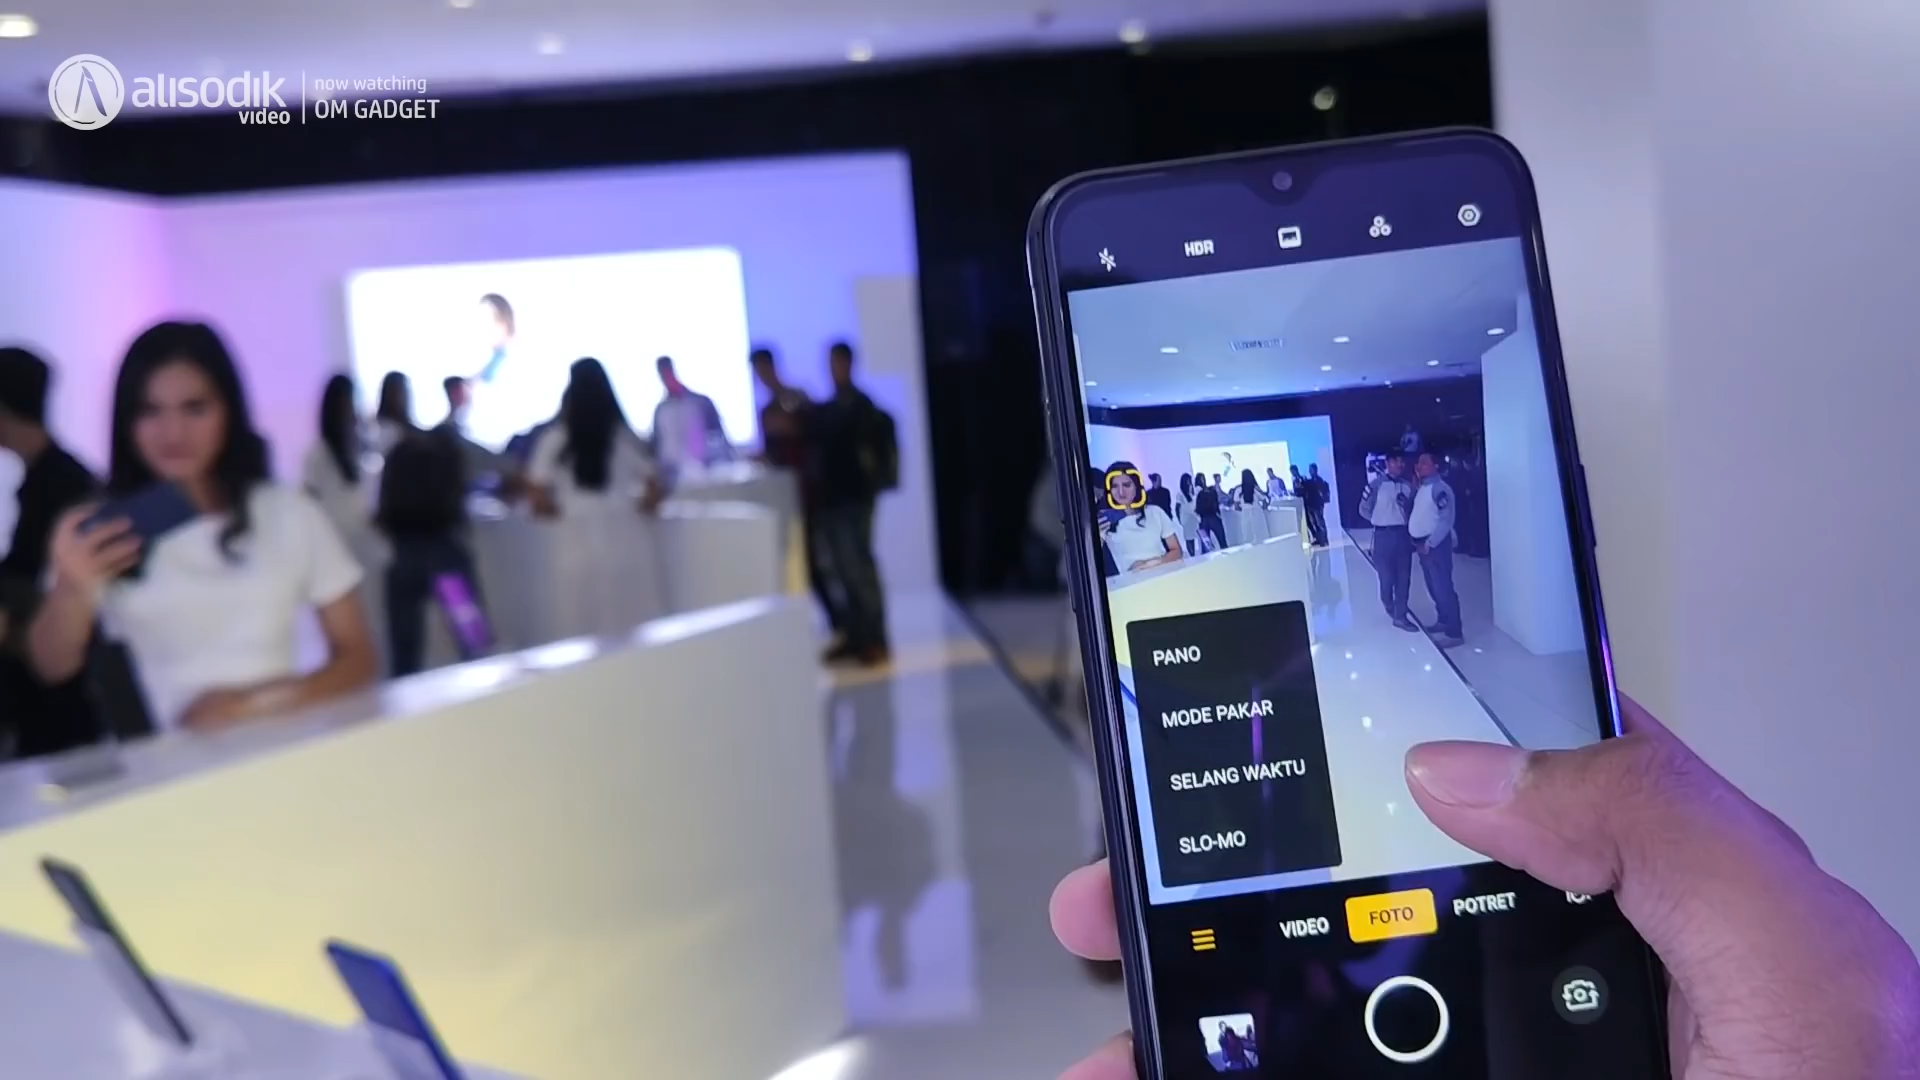 alisodik
video
now watching
OM GADGET
HDR
PANO
MODE PAKAR
SELANG WAKTU
SLO-MO
VIDEO
FOTO
POTRET